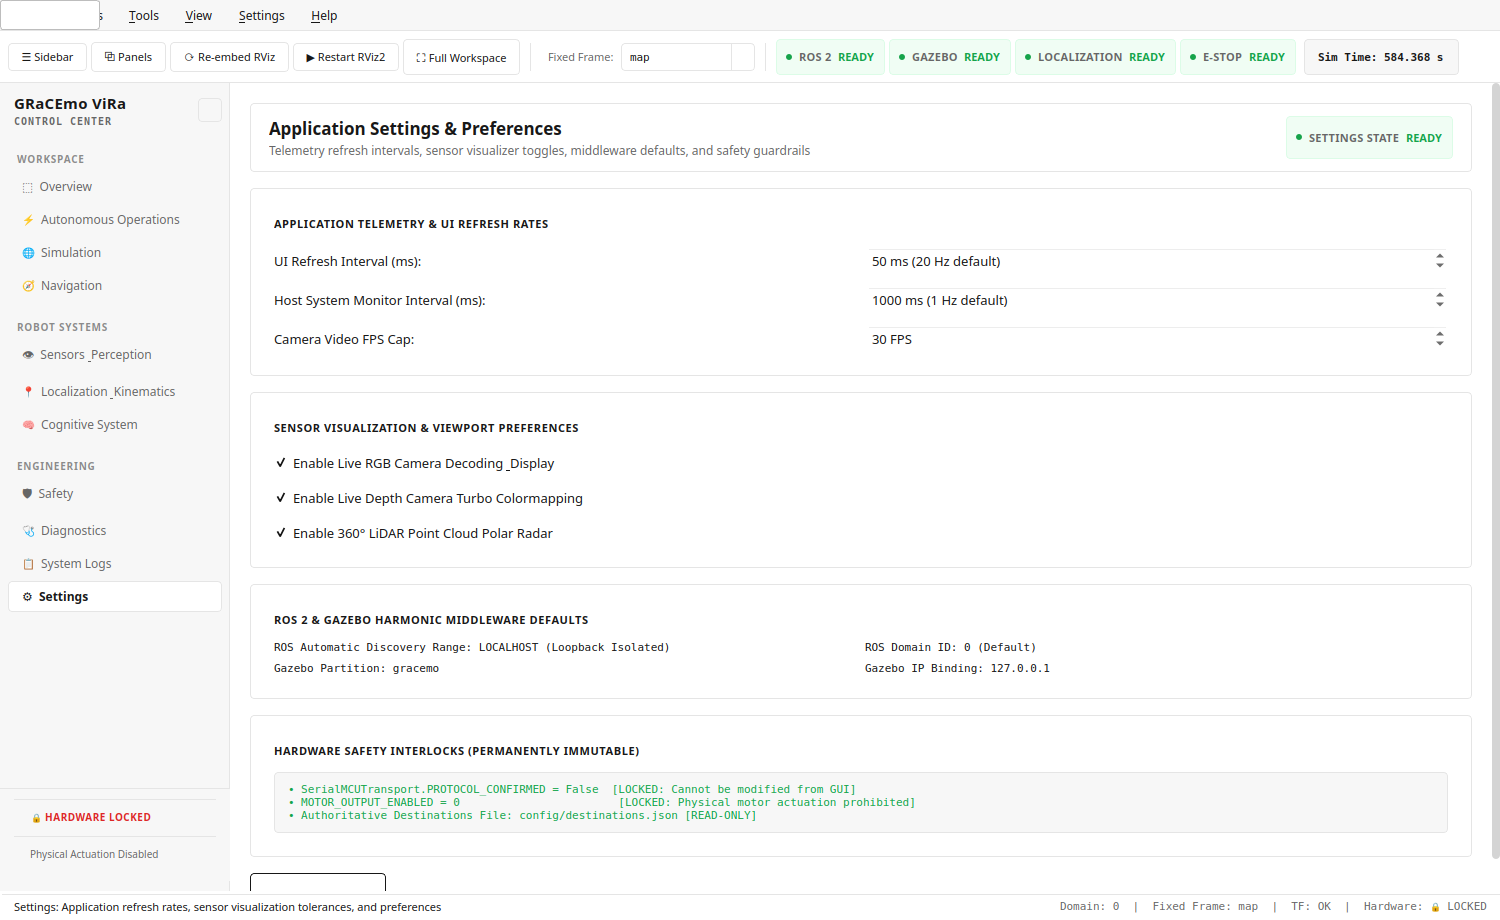 s Tools View Settings Help
☰ Sidebar Panels ⟳ Re-embed RViz ▶ Restart RViz2 ⛶ Full Workspace Fixed Frame: map ● ROS 2 READY ● GAZEBO READY ● LOCALIZATION READY ● E-STOP READY Sim Time: 584.368 s
GRaCEmo ViRa
CONTROL CENTER
WORKSPACE
Overview
Autonomous Operations
Simulation
Navigation
ROBOT SYSTEMS
Sensors _Perception
Localization _Kinematics
Cognitive System
ENGINEERING
Safety
Diagnostics
System Logs
Settings
HARDWARE LOCKED
Physical Actuation Disabled
Application Settings & Preferences
Telemetry refresh intervals, sensor visualizer toggles, middleware defaults, and safety guardrails
● SETTINGS STATE READY
APPLICATION TELEMETRY & UI REFRESH RATES
UI Refresh Interval (ms): 50 ms (20 Hz default)
Host System Monitor Interval (ms): 1000 ms (1 Hz default)
Camera Video FPS Cap: 30 FPS
SENSOR VISUALIZATION & VIEWPORT PREFERENCES
✓ Enable Live RGB Camera Decoding _Display
✓ Enable Live Depth Camera Turbo Colormapping
✓ Enable 360° LiDAR Point Cloud Polar Radar
ROS 2 & GAZEBO HARMONIC MIDDLEWARE DEFAULTS
ROS Automatic Discovery Range: LOCALHOST (Loopback Isolated) ROS Domain ID: 0 (Default)
Gazebo Partition: gracemo Gazebo IP Binding: 127.0.0.1
HARDWARE SAFETY INTERLOCKS (PERMANENTLY IMMUTABLE)
• SerialMCUTransport.PROTOCOL_CONFIRMED = False [LOCKED: Cannot be modified from GUI]
• MOTOR_OUTPUT_ENABLED = 0 [LOCKED: Physical motor actuation prohibited]
• Authoritative Destinations File: config/destinations.json [READ-ONLY]
Settings: Application refresh rates, sensor visualization tolerances, and preferences
Domain: 0 | Fixed Frame: map | TF: OK | Hardware: 🔒 LOCKED